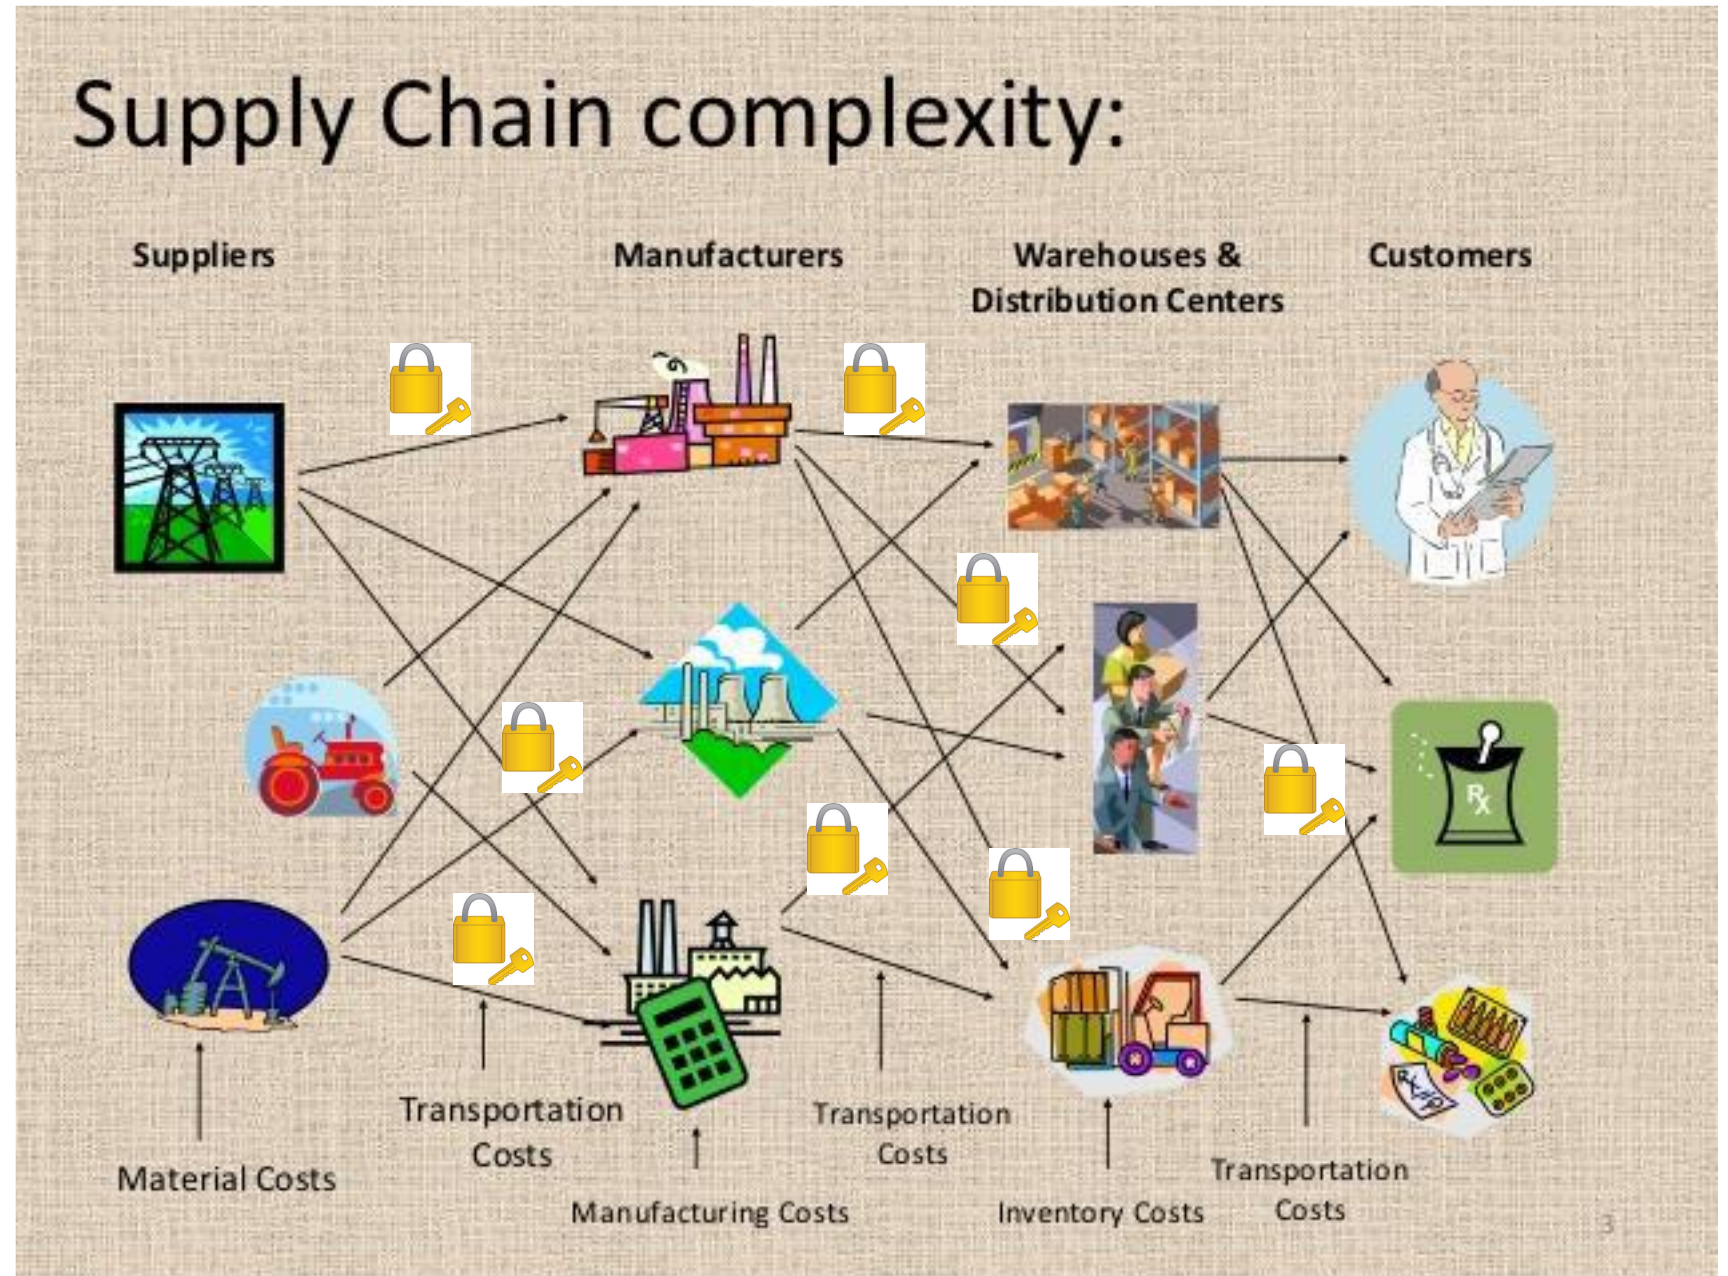 Supply Chain complexity:
Suppliers
Manufacturers
Warehouses &
Distribution Centers
Customers
Rx
Material Costs
Transportation
Costs
Manufacturing Costs
Transportation
Costs
Inventory Costs
Transportation
Costs
3